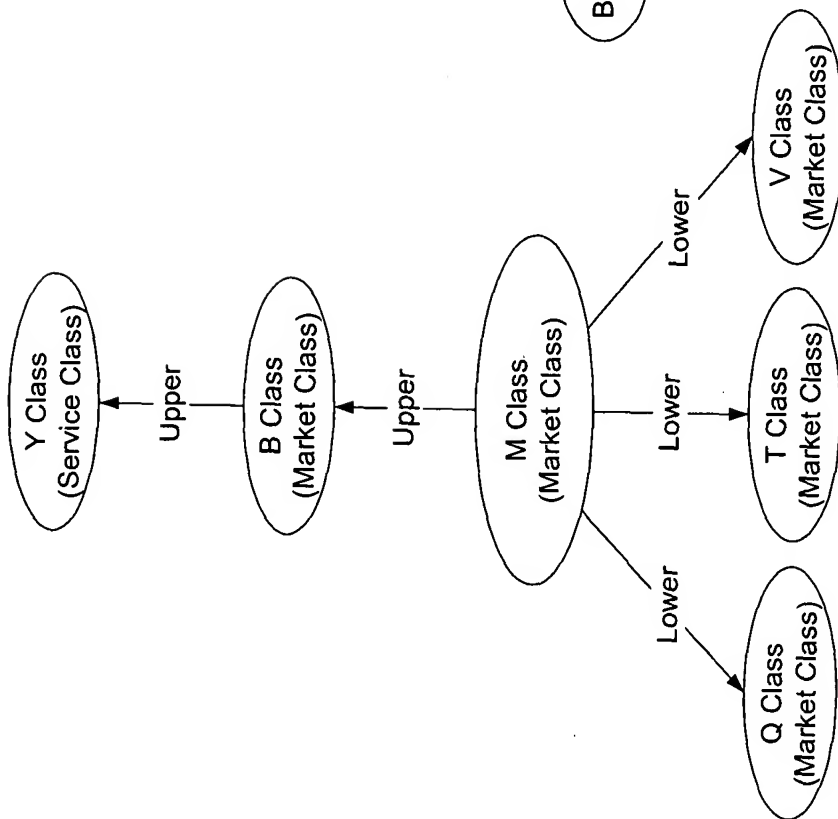 Y Class
(Service Class)
Upper
B Class
(Market Class)
Upper
M Class
(Market Class)
Lower
Lower
Lower
Q Class
(Market Class)
T Class
(Market Class)
V Class
(Market Class)
B